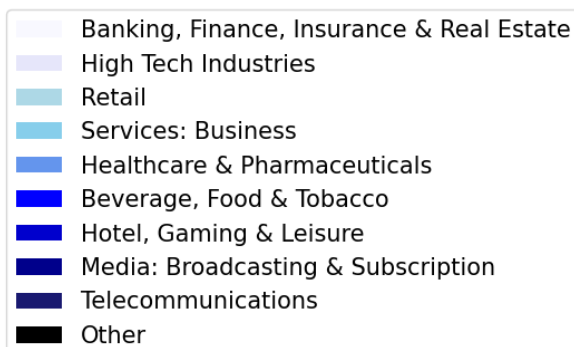 Banking, Finance, Insurance & Real Estate
High Tech Industries
Retail
Services: Business
Healthcare & Pharmaceuticals
Beverage, Food & Tobacco
Hotel, Gaming & Leisure
Media: Broadcasting & Subscription
Telecommunications
Other